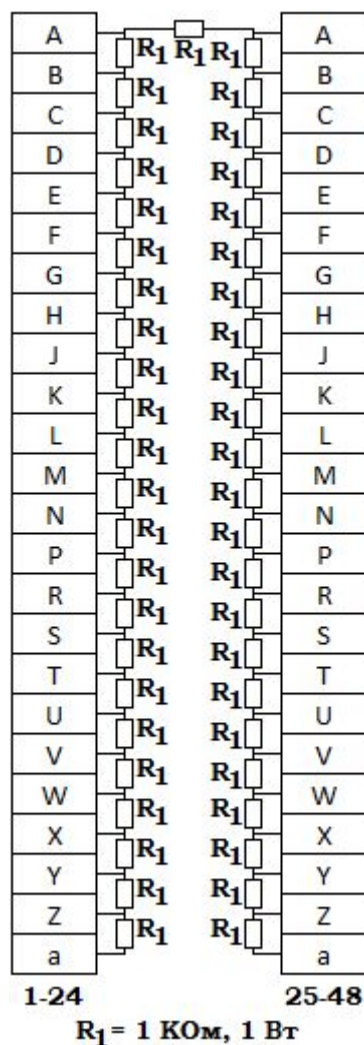 A A
R1 R1 R1
B B
R1 R1
C C
R1 R1
D D
R1 R1
E E
R1 R1
F F
R1 R1
G G
R1 R1
H H
R1 R1
J J
R1 R1
K K
R1 R1
L L
R1 R1
M M
R1 R1
N N
R1 R1
P P
R1 R1
R R
R1 R1
S S
R1 R1
T T
R1 R1
U U
R1 R1
V V
R1 R1
W W
R1 R1
X X
R1 R1
Y Y
R1 R1
Z Z
R1 R1
a a
1-24 25-48
R1 = 1 КОм, 1 Вт